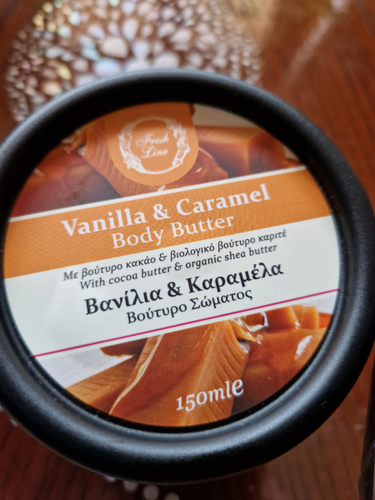 Fresh
Line
Vanilla & Caramel
Body Butter
Με βούτυρο κακάο & βιολογικό βούτυρο καριτέ
With cocoa butter & organic shea butter
Βανίλια & Καραμέλα
Βούτυρο Σώματος
150mle